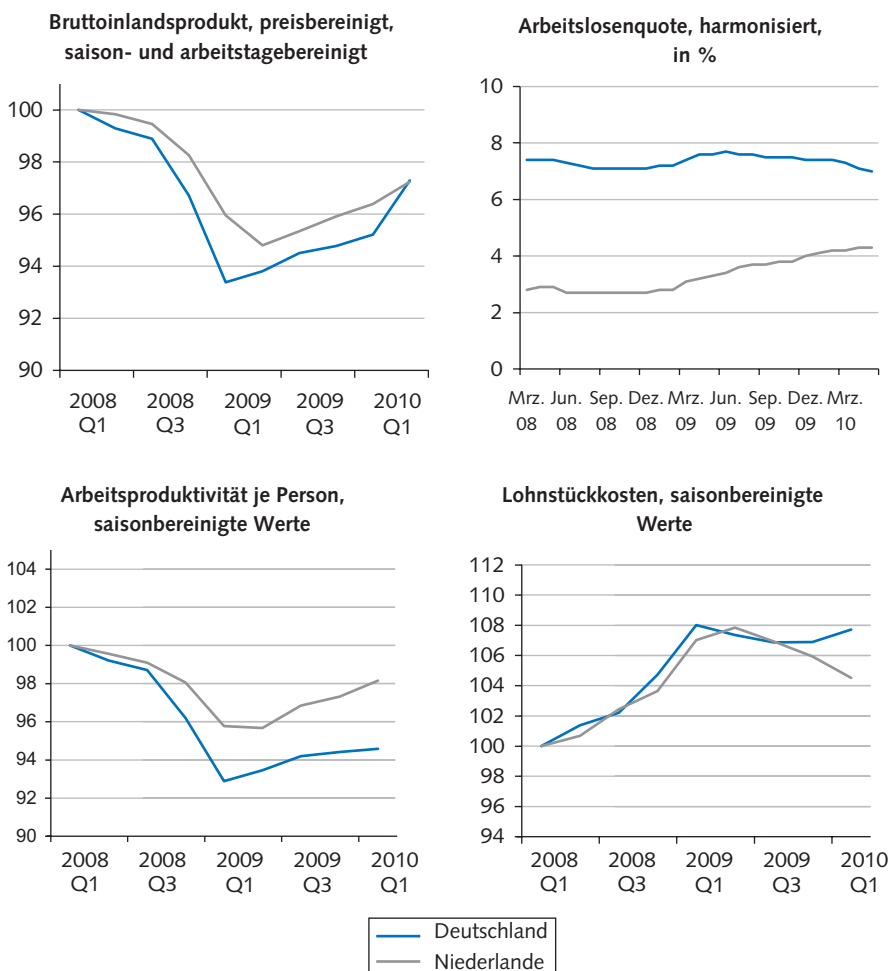 Bruttoinlandsprodukt, preisbereinigt,
saison- und arbeitstagebereinigt
100
98
96
94
92
90
2008 2008 2009 2009 2010
Q1 Q3 Q1 Q3 Q1
Arbeitslosenquote, harmonisiert,
in %
10
8
6
4
2
0
Mrz. Jun. Sep. Dez. Mrz. Jun. Sep. Dez. Mrz.
08 08 08 08 09 09 09 09 10
Arbeitsproduktivität je Person,
saisonbereinigte Werte
104
102
100
98
96
94
92
90
2008 2008 2009 2009 2010
Q1 Q3 Q1 Q3 Q1
Lohnstückkosten, saisonbereinigte
Werte
112
110
108
106
104
102
100
98
96
94
2008 2008 2009 2009 2010
Q1 Q3 Q1 Q3 Q1
Deutschland
Niederlande